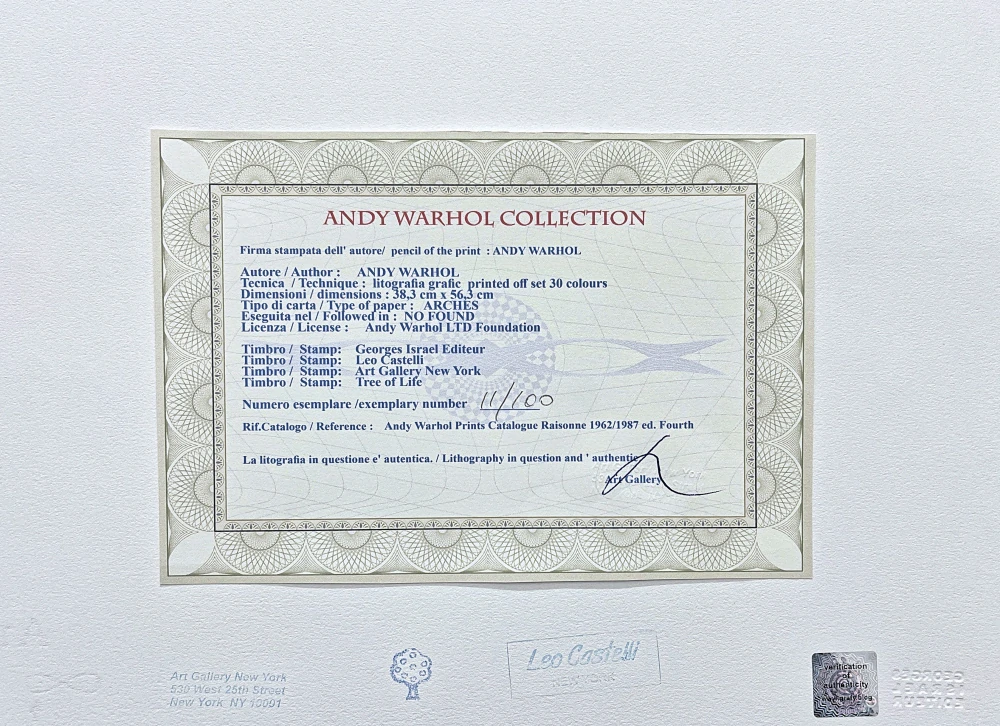 ANDY WARHOL COLLECTION
Firma stampata dell' autore/ pencil of the print : ANDY WARHOL
Autore / Author : ANDY WARHOL
Tecnica / Technique : litografia grafic printed off set 30 colours
Dimensioni / dimensions : 38,3 cm x 56,3 cm
Tipo di carta / Type of paper : ARCHES
Eseguita nel / Followed in : NO FOUND
Licenza / License : Andy Warhol LTD Foundation
Timbro / Stamp: Georges Israel Editeur
Timbro / Stamp: Leo Castelli
Timbro / Stamp: Art Gallery New York
Timbro / Stamp: Tree of Life
Numero esemplare /exemplary number 11/100
Rif.Catalogo / Reference : Andy Warhol Prints Catalogue Raisonne 1962/1987 ed. Fourth
La litografia in questione e' autentica. / Lithography in question and ' authentic
Art Gallery
Art Gallery New York
530 West 25th Street
New York NY 10001
Leo Castelli
verification
of
authenticity